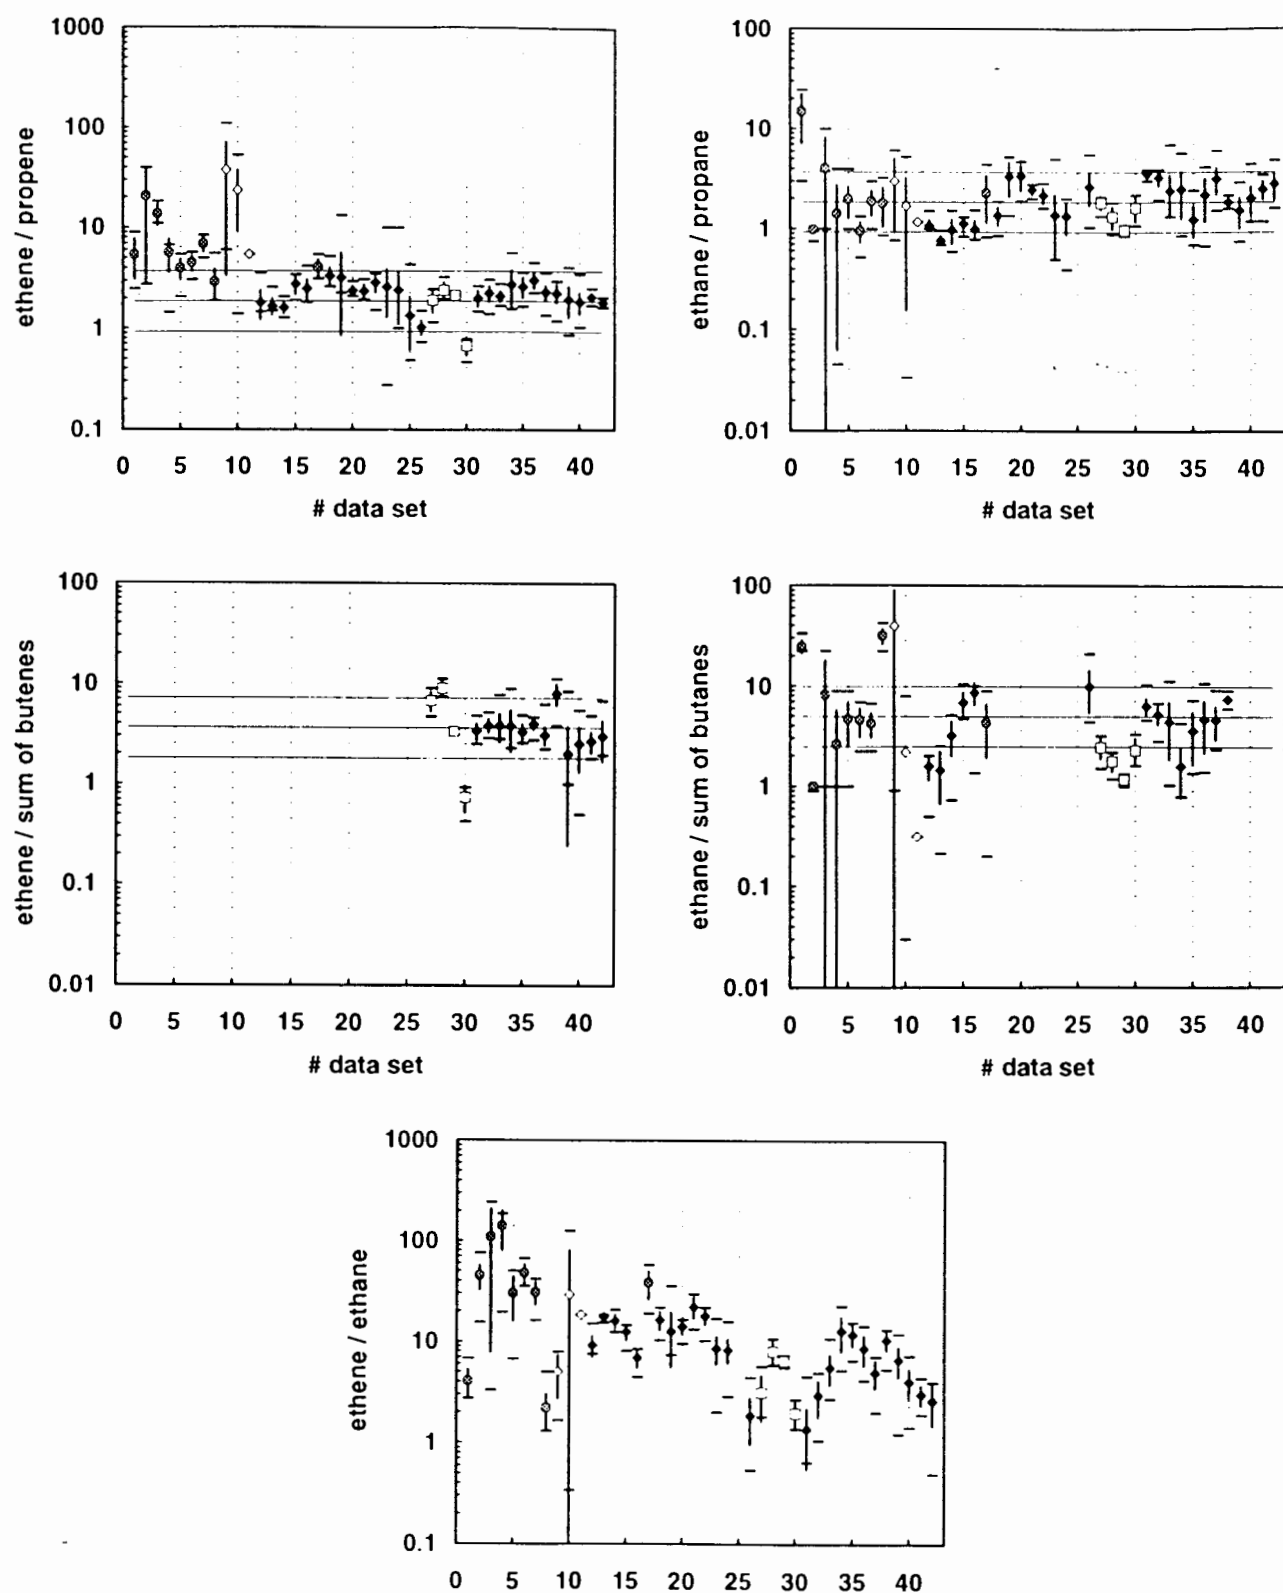 ethene / propene
1000
100
10
1
0.1
0 5 10 15 20 25 30 35 40
# data set
ethane / propane
100
10
1
0.1
0.01
0 5 10 15 20 25 30 35 40
# data set
ethene / sum of butenes
100
10
1
0.1
0.01
0 5 10 15 20 25 30 35 40
# data set
ethane / sum of butanes
100
10
1
0.1
0.01
0 5 10 15 20 25 30 35 40
# data set
ethene / ethane
1000
100
10
1
0.1
0 5 10 15 20 25 30 35 40